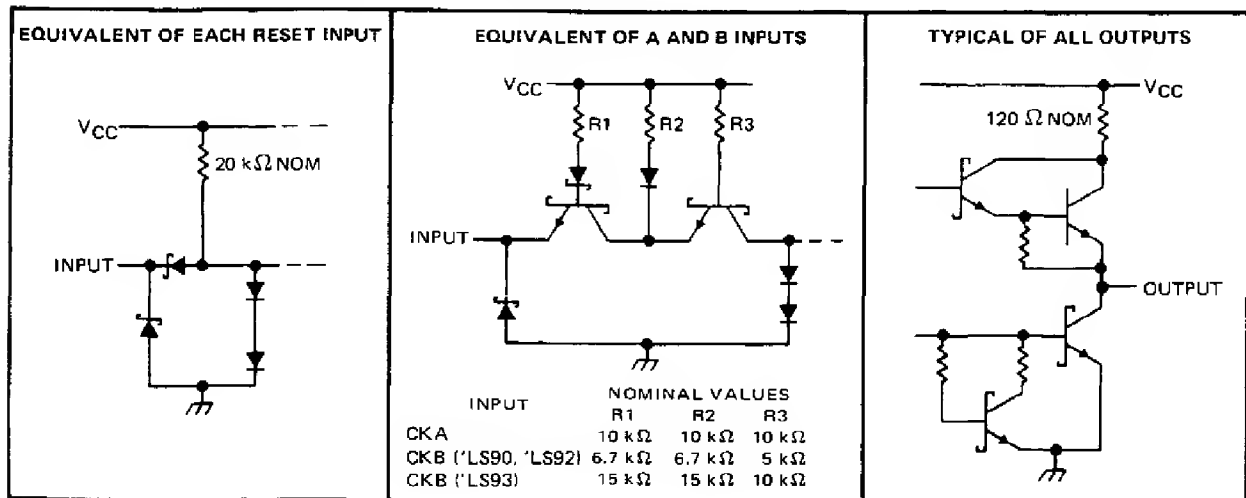 EQUIVALENT OF EACH RESET INPUT
VCC
20 kΩ NOM
INPUT
EQUIVALENT OF A AND B INPUTS
VCC
R1
R2
R3
INPUT
INPUT
NOMINAL VALUES
R1 R2 R3
CKA 10 kΩ 10 kΩ 10 kΩ
CKB ('LS90, 'LS92) 6.7 kΩ 6.7 kΩ 5 kΩ
CKB ('LS93) 15 kΩ 15 kΩ 10 kΩ
TYPICAL OF ALL OUTPUTS
VCC
120 Ω NOM
OUTPUT